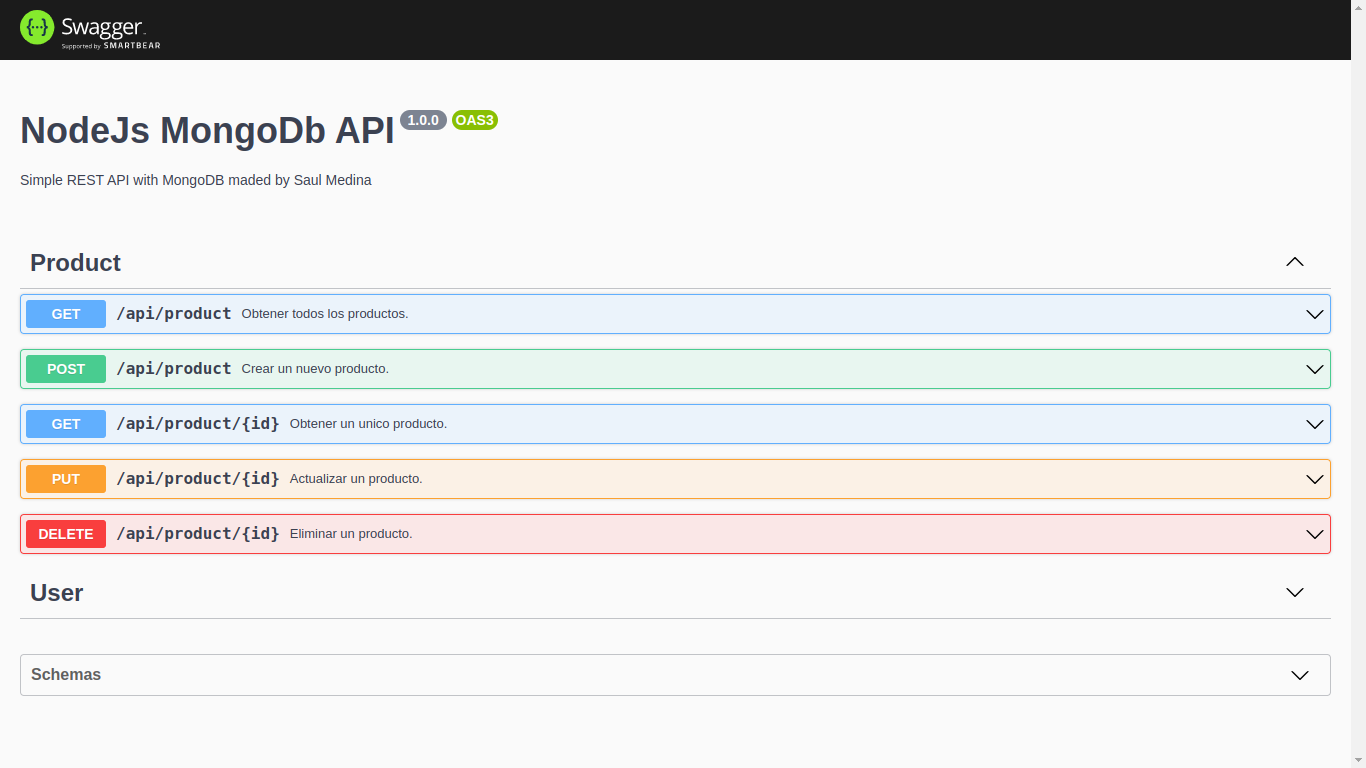 {···} Swagger™
Supported by SMARTBEAR
NodeJs MongoDb API 1.0.0 OAS3
Simple REST API with MongoDB maded by Saul Medina
Product
GET /api/product Obtener todos los productos.
POST /api/product Crear un nuevo producto.
GET /api/product/{id} Obtener un unico producto.
PUT /api/product/{id} Actualizar un producto.
DELETE /api/product/{id} Eliminar un producto.
User
Schemas